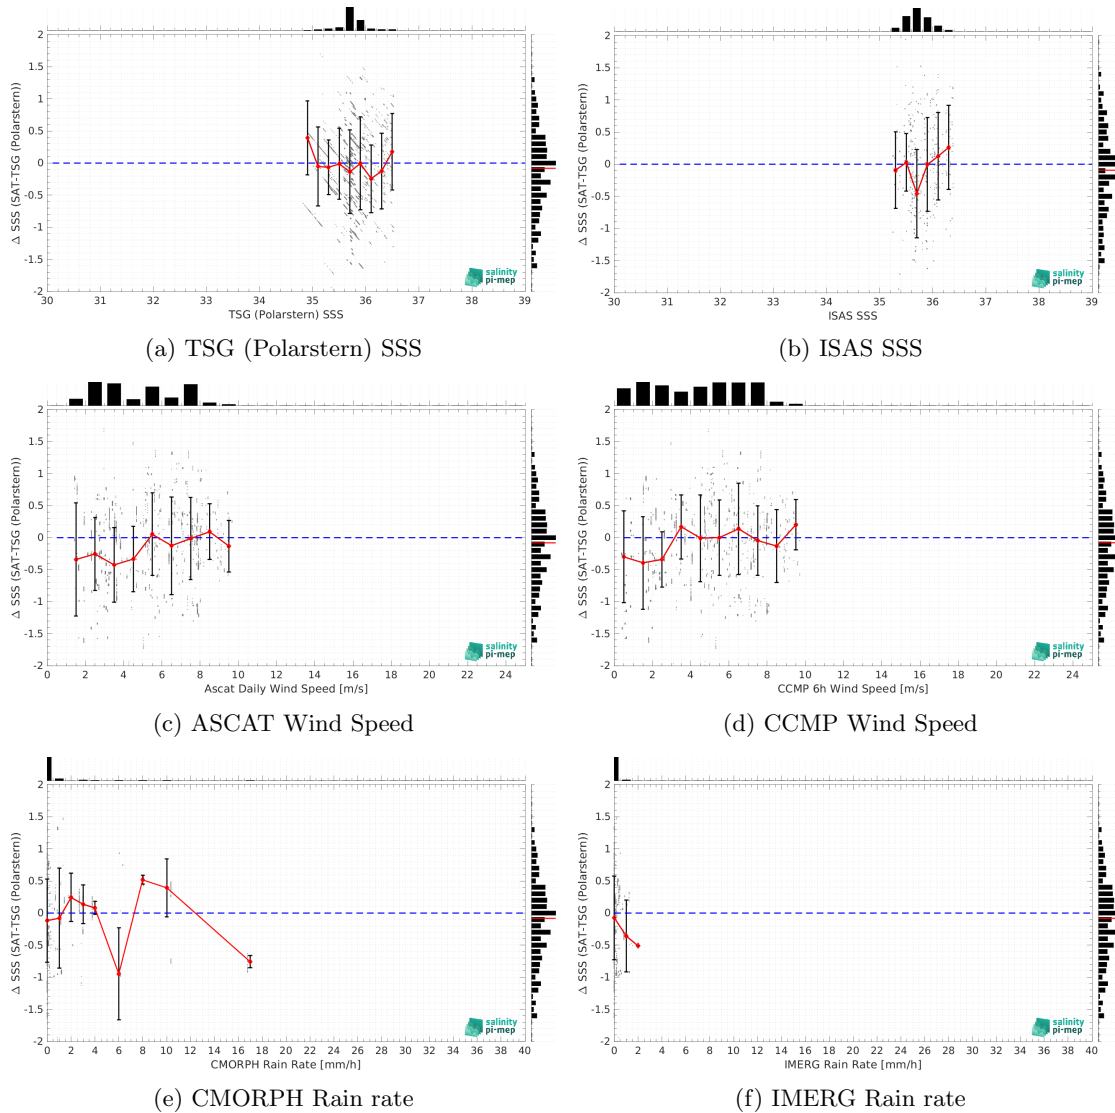 2
1.5
1
0.5
0
-0.5
-1
-1.5
-2
Δ SSS (SAT-TSG (Polarstern))
salinity
pi-mep
30 31 32 33 34 35 36 37 38 39
TSG (Polarstern) SSS
(a) TSG (Polarstern) SSS
2
1.5
1
0.5
0
-0.5
-1
-1.5
-2
Δ SSS (SAT-TSG (Polarstern))
salinity
pi-mep
30 31 32 33 34 35 36 37 38 39
ISAS SSS
(b) ISAS SSS
2
1.5
1
0.5
0
-0.5
-1
-1.5
-2
Δ SSS (SAT-TSG (Polarstern))
salinity
pi-mep
0 2 4 6 8 10 12 14 16 18 20 22 24
Ascat Daily Wind Speed [m/s]
(c) ASCAT Wind Speed
2
1.5
1
0.5
0
-0.5
-1
-1.5
-2
Δ SSS (SAT-TSG (Polarstern))
salinity
pi-mep
0 2 4 6 8 10 12 14 16 18 20 22 24
CCMP 6h Wind Speed [m/s]
(d) CCMP Wind Speed
2
1.5
1
0.5
0
-0.5
-1
-1.5
-2
Δ SSS (SAT-TSG (Polarstern))
salinity
pi-mep
0 2 4 6 8 10 12 14 16 18 20 22 24 26 28 30 32 34 36 38 40
CMORPH Rain Rate [mm/h]
(e) CMORPH Rain rate
2
1.5
1
0.5
0
-0.5
-1
-1.5
-2
Δ SSS (SAT-TSG (Polarstern))
salinity
pi-mep
0 2 4 6 8 10 12 14 16 18 20 22 24 26 28 30 32 34 36 38 40
IMERG Rain Rate [mm/h]
(f) IMERG Rain rate